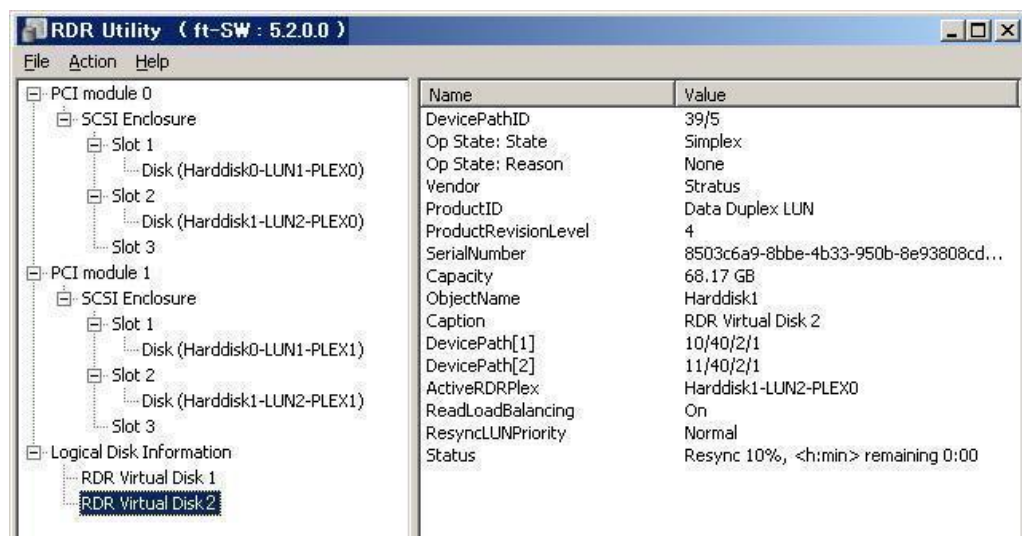 RDR Utility ( ft-SW : 5.2.0.0 )
File Action Help
PCI module 0
SCSI Enclosure
Slot 1
Disk (Harddisk0-LUN1-PLEX0)
Slot 2
Disk (Harddisk1-LUN2-PLEX0)
Slot 3
PCI module 1
SCSI Enclosure
Slot 1
Disk (Harddisk0-LUN1-PLEX1)
Slot 2
Disk (Harddisk1-LUN2-PLEX1)
Slot 3
Logical Disk Information
RDR Virtual Disk 1
RDR Virtual Disk 2
Name Value
DevicePathID 39/5
Op State: State Simplex
Op State: Reason None
Vendor Stratus
ProductID Data Duplex LUN
ProductRevisionLevel 4
SerialNumber 8503c6a9-8bbe-4b33-950b-8e93808cd...
Capacity 68.17 GB
ObjectName Harddisk1
Caption RDR Virtual Disk 2
DevicePath[1] 10/40/2/1
DevicePath[2] 11/40/2/1
ActiveRDRPlex Harddisk1-LUN2-PLEX0
ReadLoadBalancing On
ResyncLUNPriority Normal
Status Resync 10%, <h:min> remaining 0:00